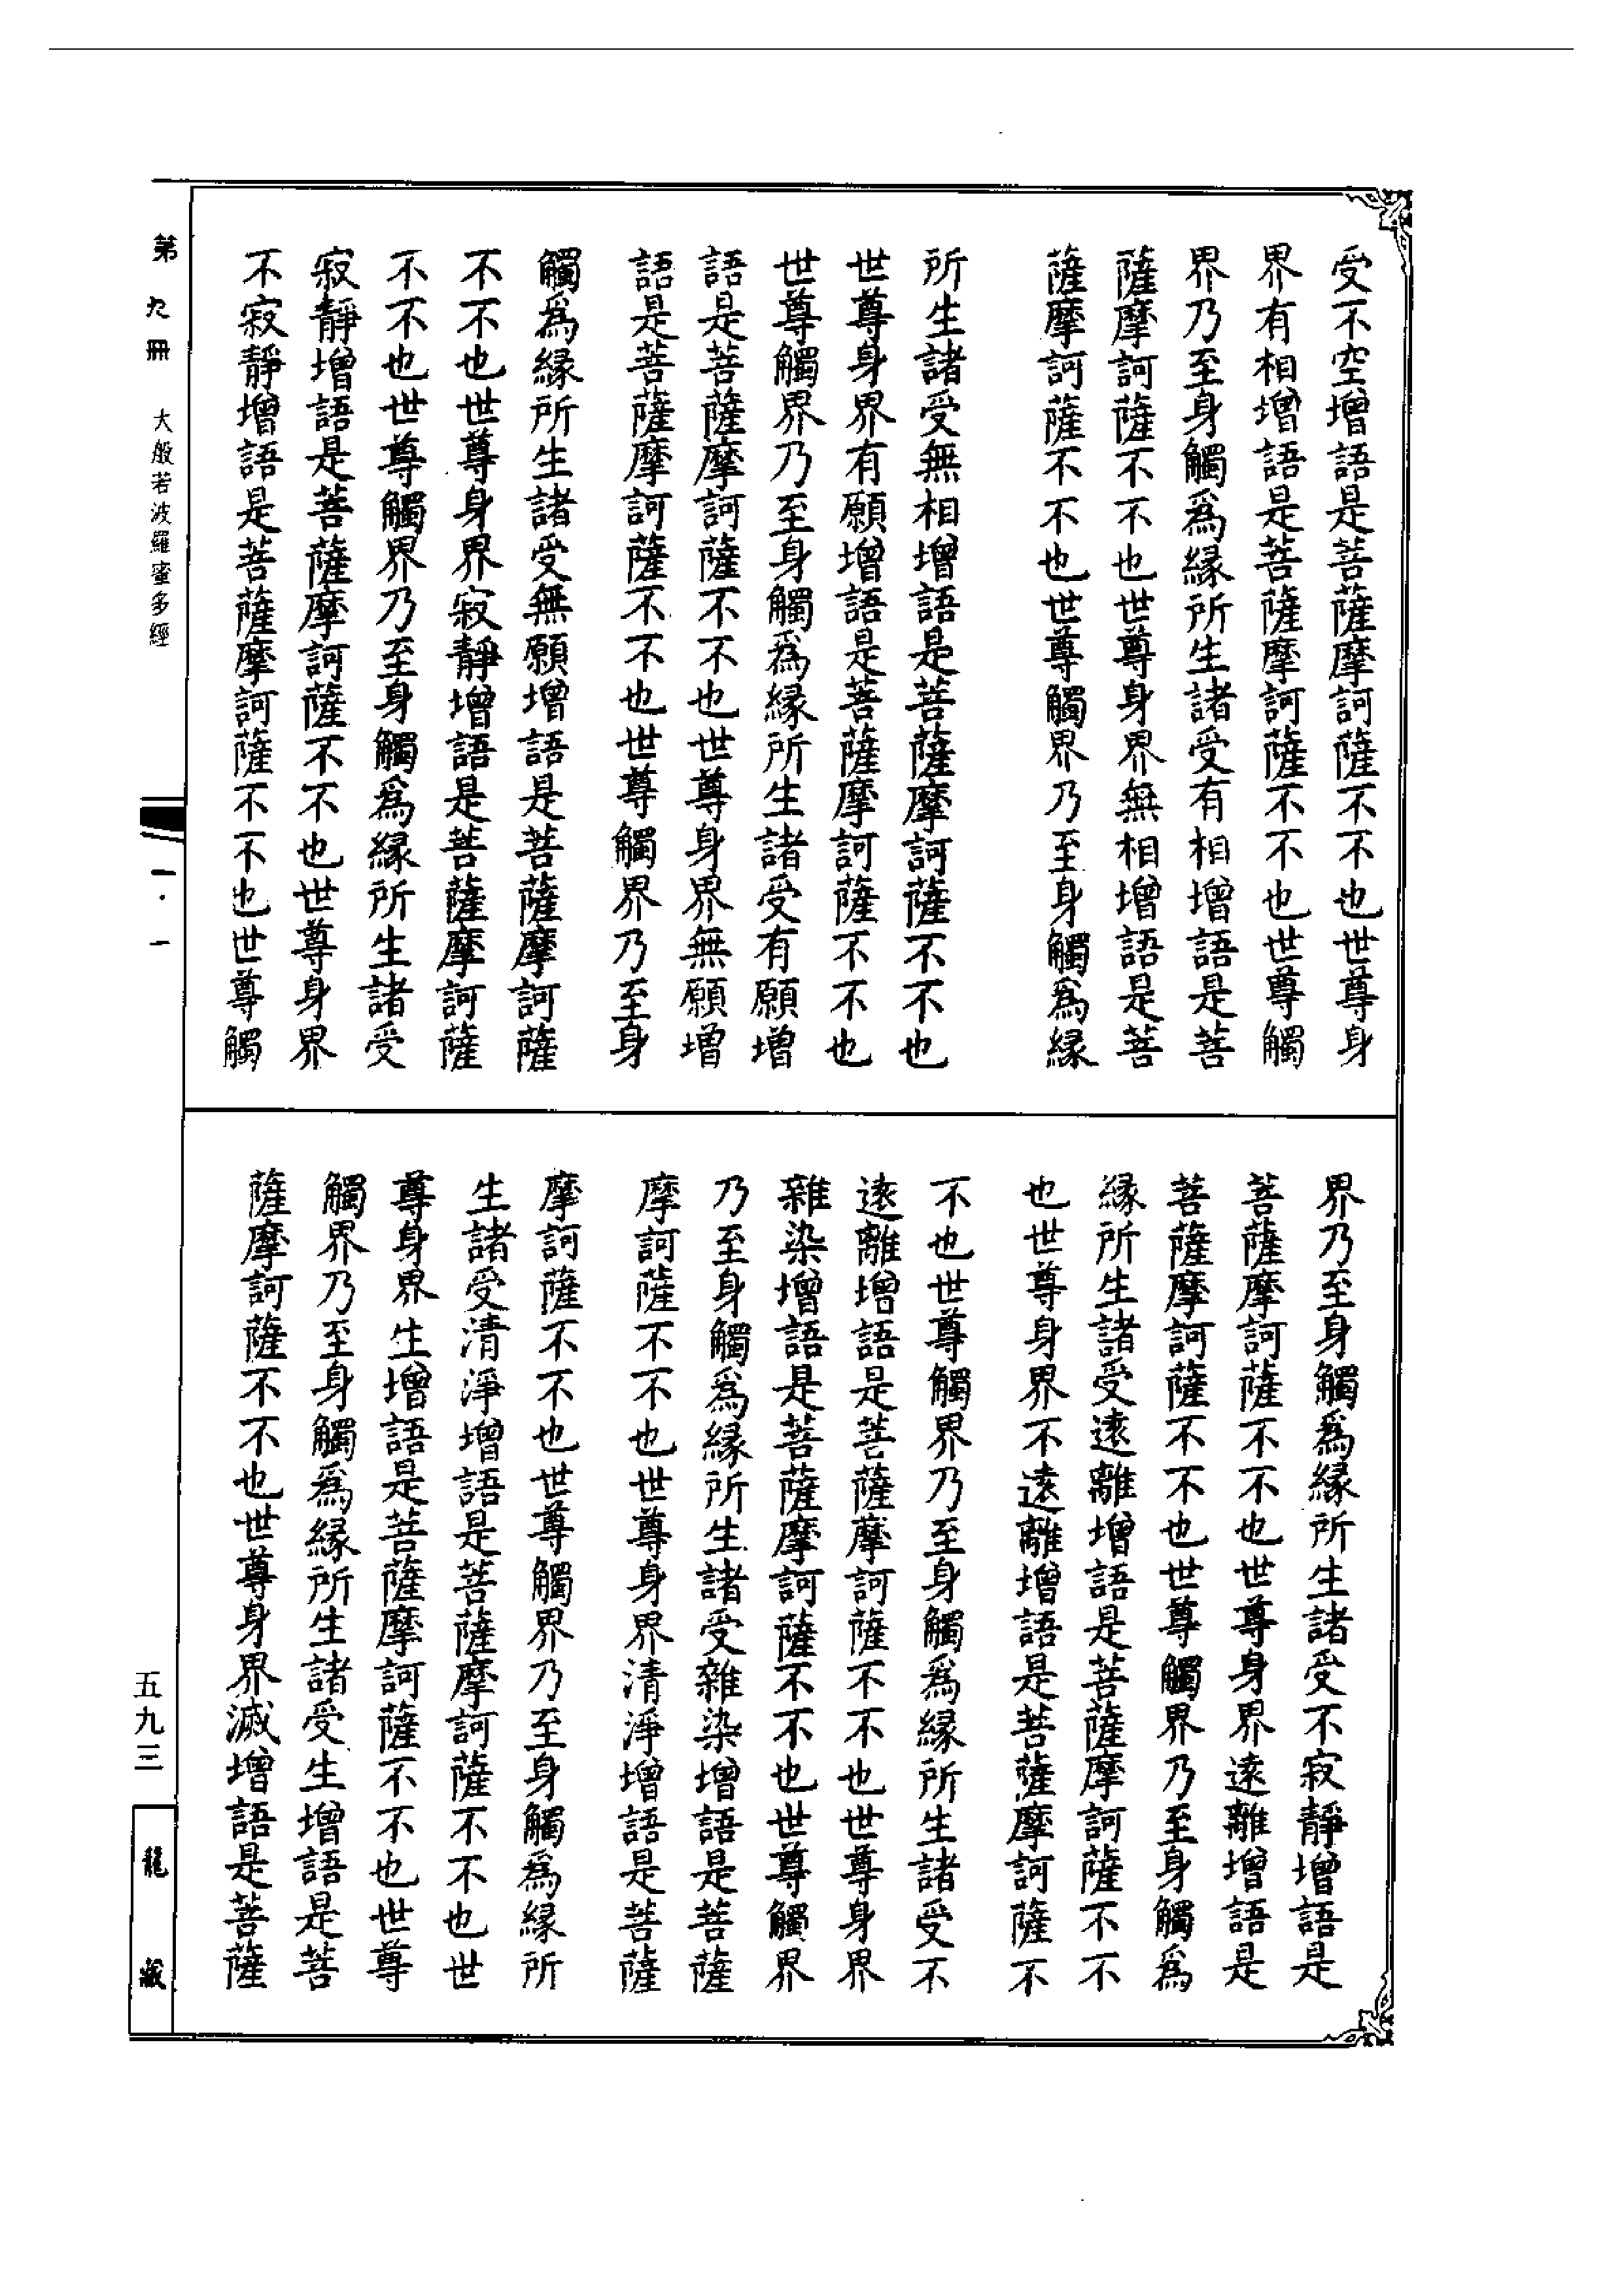 受不空增語是菩薩摩訶薩不不也世尊身
界有相增語是菩薩摩訶薩不不也世尊觸
界乃至身觸爲緣所生諸受有相增語是菩
薩摩訶薩不不也世尊身界無相增語是菩
薩摩訶薩不不也世尊觸界乃至身觸爲緣
所生諸受無相增語是菩薩摩訶薩不不也
世尊身界有願增語是菩薩摩訶薩不不也
世尊觸界乃至身觸爲緣所生諸受有願增
語是菩薩摩訶薩不不也世尊身界無願增
語是菩薩摩訶薩不不也世尊觸界乃至身
觸爲緣所生諸受無願增語是菩薩摩訶薩
不不也世尊身界寂靜增語是菩薩摩訶薩
不不也世尊觸界乃至身觸爲緣所生諸受
寂靜增語是菩薩摩訶薩不不也世尊身界
不寂靜增語是菩薩摩訶薩不不也世尊觸
界乃至身觸爲緣所生諸受不寂靜增語是
菩薩摩訶薩不不也世尊身界遠離增語是
菩薩摩訶薩不不也世尊觸界乃至身觸爲
緣所生諸受遠離增語是菩薩摩訶薩不不
也世尊身界不遠離增語是菩薩摩訶薩不
不也世尊觸界乃至身觸爲緣所生諸受不
遠離增語是菩薩摩訶薩不不也世尊身界
雜染增語是菩薩摩訶薩不不也世尊觸界
乃至身觸爲緣所生諸受雜染增語是菩薩
摩訶薩不不也世尊身界清淨增語是菩薩
摩訶薩不不也世尊觸界乃至身觸爲緣所
生諸受清淨增語是菩薩摩訶薩不不也世
尊身界生增語是菩薩摩訶薩不不也世尊
觸界乃至身觸爲緣所生諸受生增語是菩
薩摩訶薩不不也世尊身界滅增語是菩薩
第九冊 大般若波羅蜜多經
一·一
五九三
龍藏